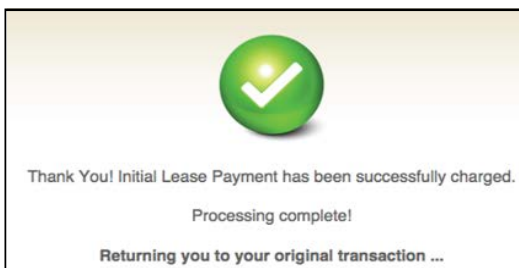 Thank You! Initial Lease Payment has been successfully charged.
Processing complete!
Returning you to your original transaction ...